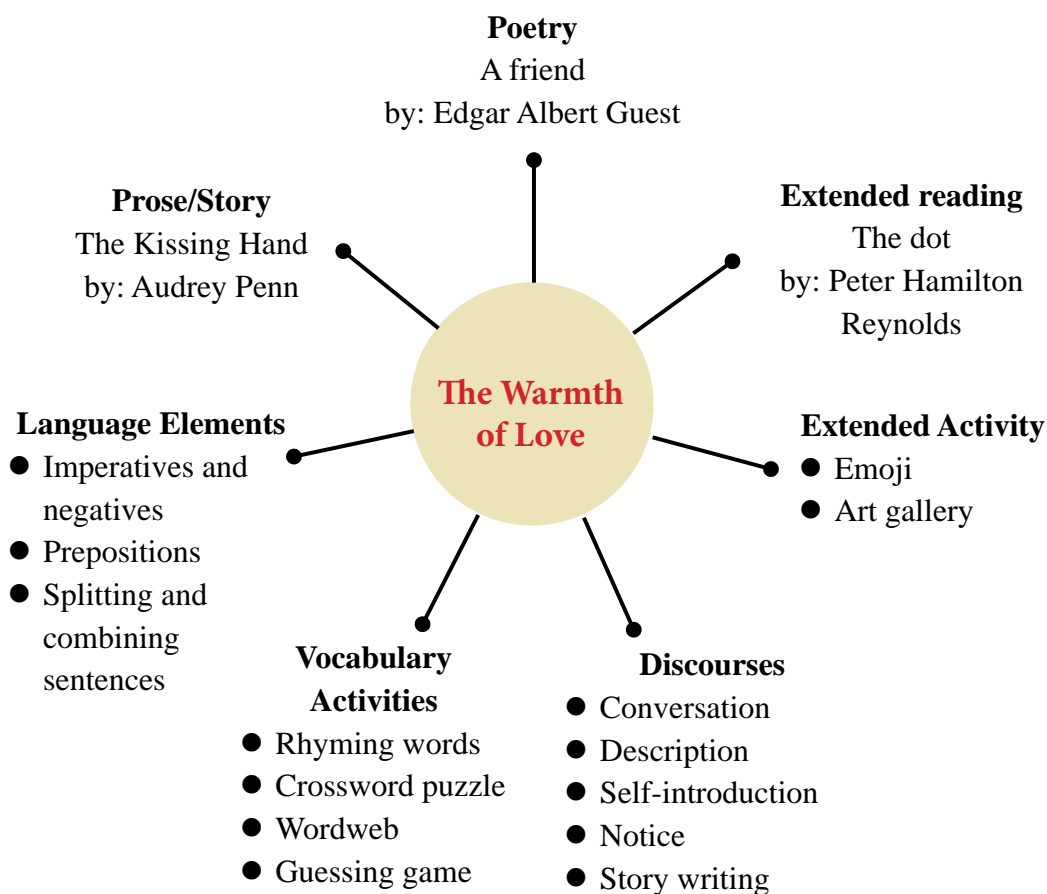 Poetry
A friend
by: Edgar Albert Guest
Prose/Story
The Kissing Hand
by: Audrey Penn
Extended reading
The dot
by: Peter Hamilton
Reynolds
The Warmth
of Love
Language Elements
● Imperatives and
negatives
● Prepositions
● Splitting and
combining
sentences
Extended Activity
● Emoji
● Art gallery
Vocabulary
Activities
● Rhyming words
● Crossword puzzle
● Wordweb
● Guessing game
Discourses
● Conversation
● Description
● Self-introduction
● Notice
● Story writing